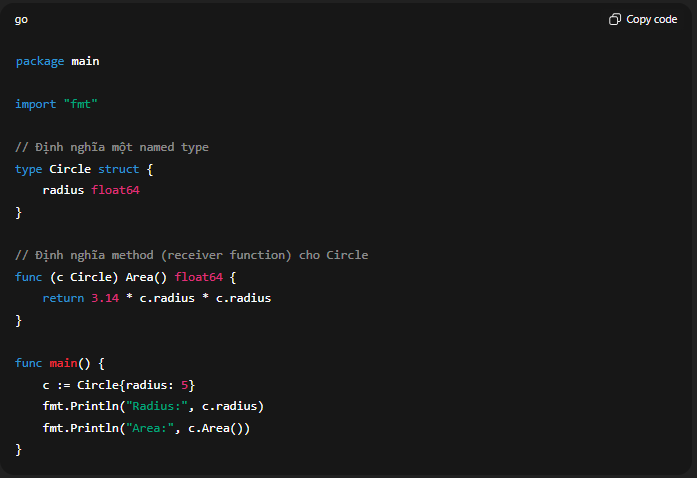 go
Copy code
package main
import "fmt"
// Định nghĩa một named type
type Circle struct {
    radius float64
}
// Định nghĩa method (receiver function) cho Circle
func (c Circle) Area() float64 {
    return 3.14 * c.radius * c.radius
}
func main() {
    c := Circle{radius: 5}
    fmt.Println("Radius:", c.radius)
    fmt.Println("Area:", c.Area())
}